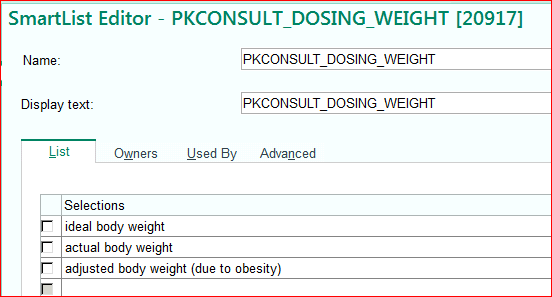 SmartList Editor - PKCONSULT_DOSING_WEIGHT [20917]
Name: PKCONSULT_DOSING_WEIGHT
Display text: PKCONSULT_DOSING_WEIGHT
List Owners Used By Advanced
Selections
ideal body weight
actual body weight
adjusted body weight (due to obesity)